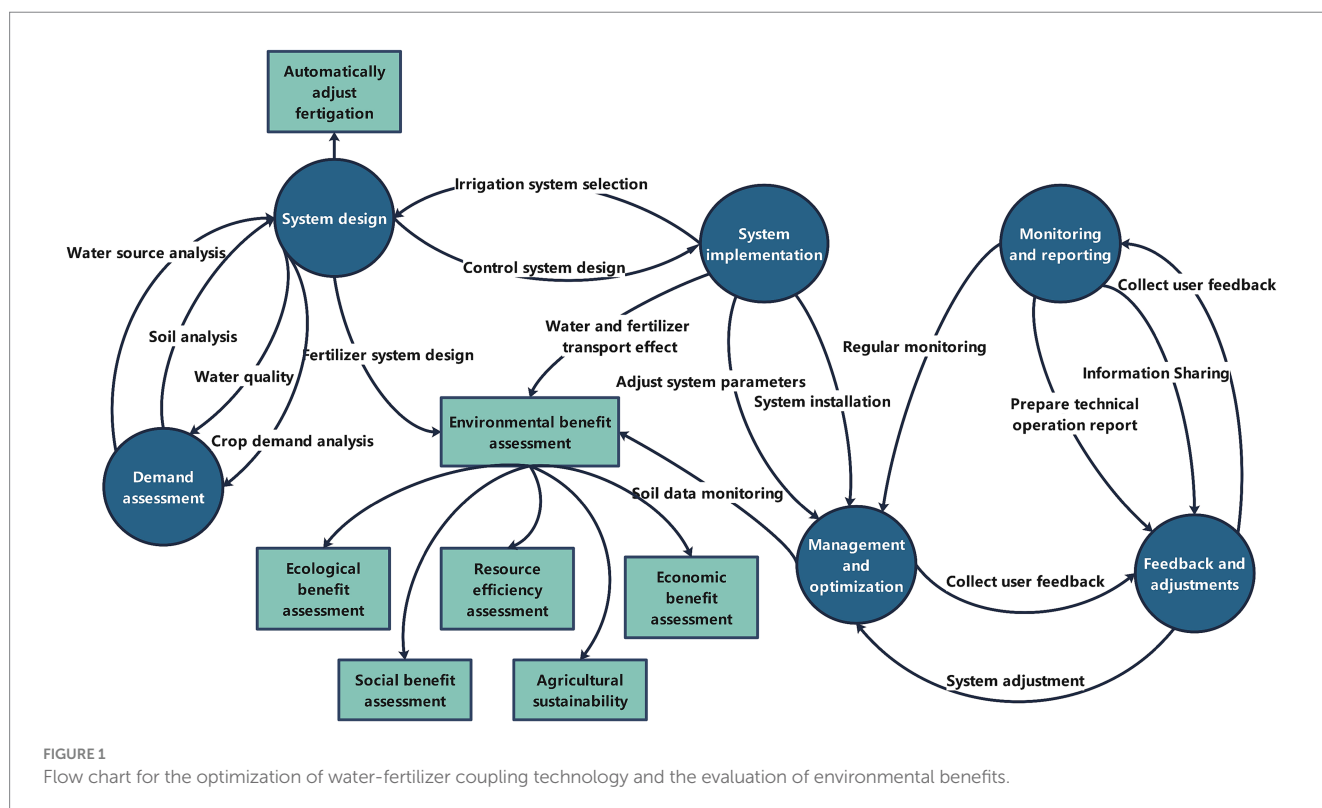 Automatically
adjust
fertigation
System design
Irrigation system selection
Control system design
System
implementation
Monitoring
and reporting
Water source analysis
Soil analysis
Water quality
Crop demand analysis
Fertilizer system design
Water and fertilizer
transport effect
Adjust system parameters
System installation
Regular monitoring
Collect user feedback
Information Sharing
Prepare technical
operation report
Demand
assessment
Environmental benefit
assessment
Soil data monitoring
Management
and
optimization
Collect user feedback
Feedback and
adjustments
System adjustment
Ecological
benefit
assessment
Resource
efficiency
assessment
Economic
benefit
assessment
Social benefit
assessment
Agricultural
sustainability
FIGURE 1
Flow chart for the optimization of water-fertilizer coupling technology and the evaluation of environmental benefits.